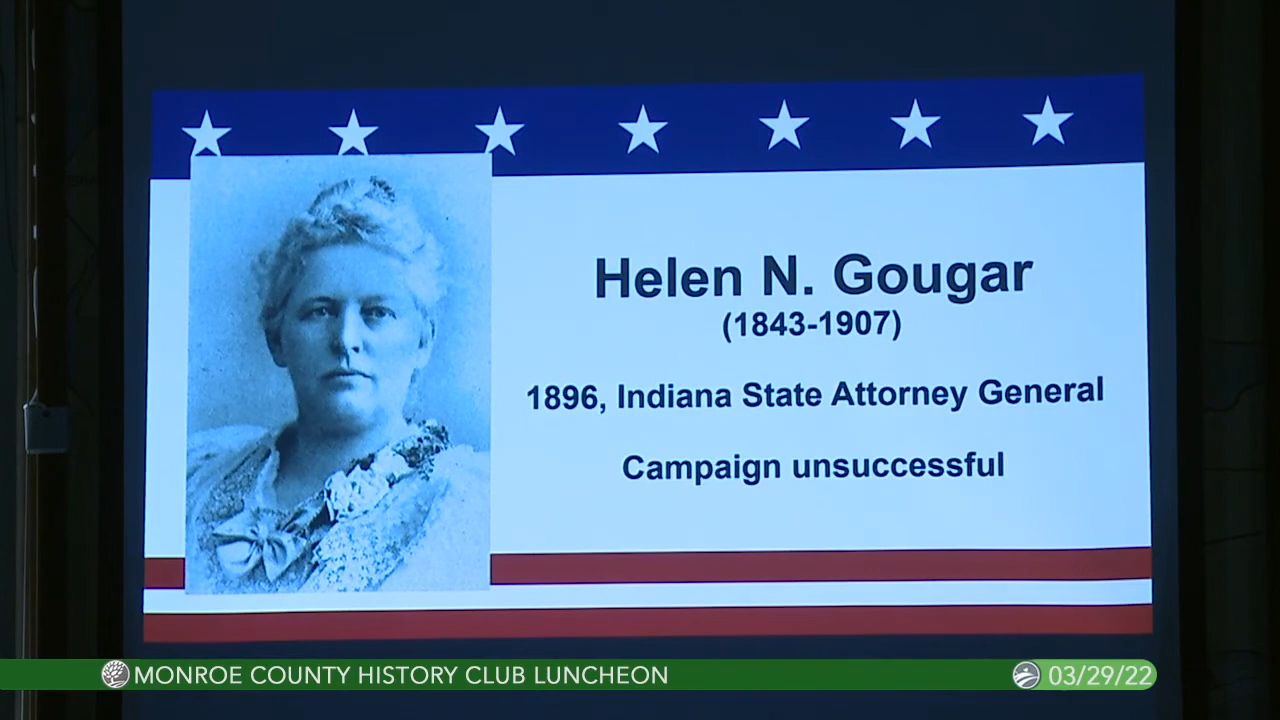 Helen N. Gougar
(1843-1907)
1896, Indiana State Attorney General
Campaign unsuccessful
MONROE COUNTY HISTORY CLUB LUNCHEON
03/29/22